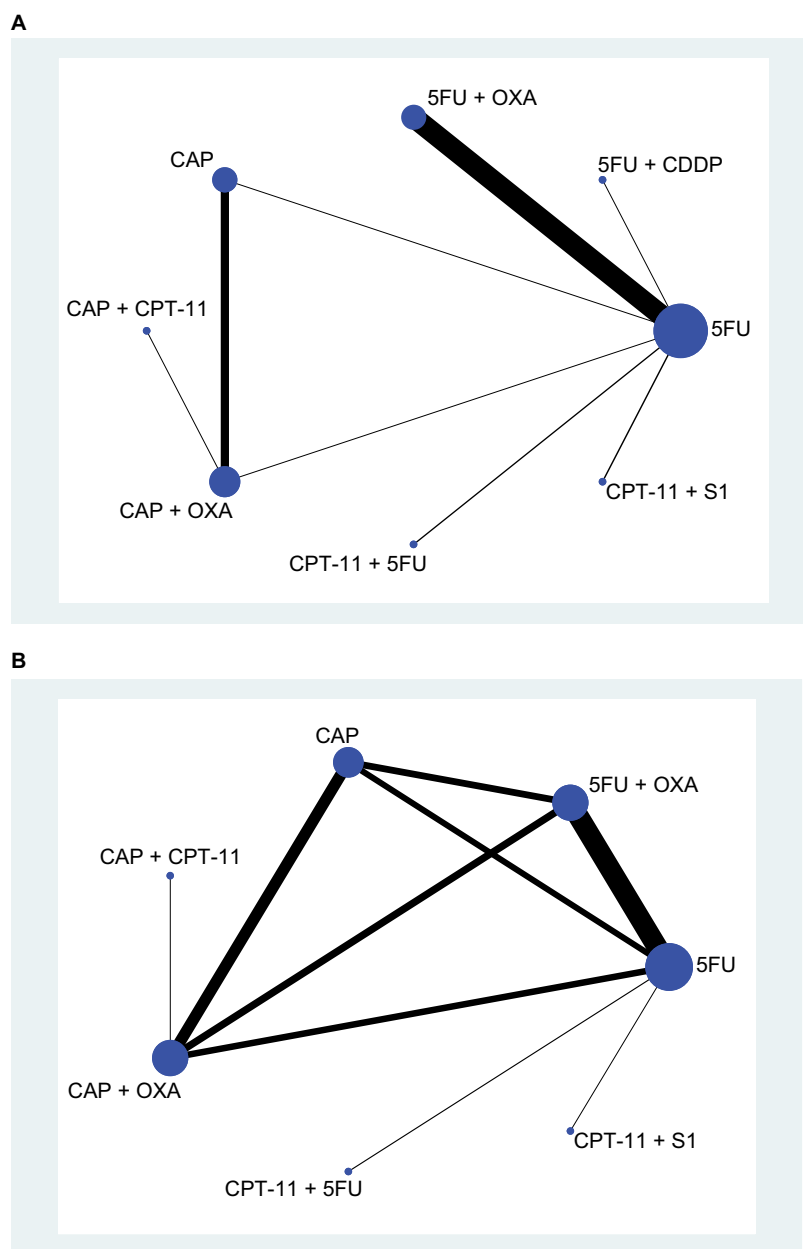 A
5FU + OXA
CAP
5FU + CDDP
CAP + CPT-11
5FU
CAP + OXA
CPT-11 + S1
CPT-11 + 5FU
B
CAP
5FU + OXA
CAP + CPT-11
5FU
CAP + OXA
CPT-11 + S1
CPT-11 + 5FU